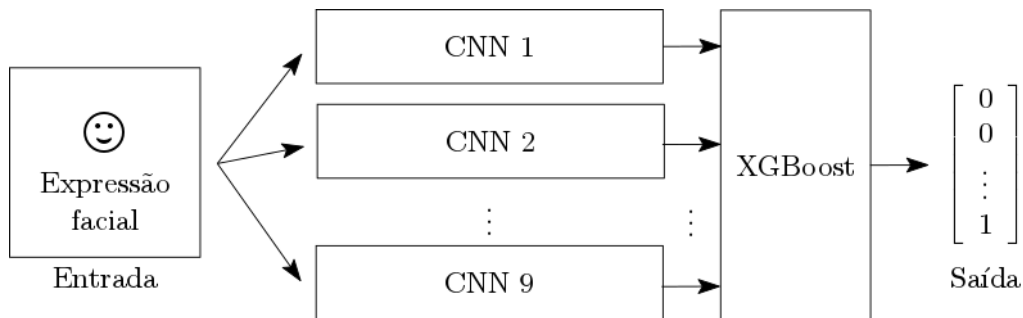 Expressão
facial
Entrada
CNN 1
CNN 2
⋮
CNN 9
⋮
XGBoost
0
0
⋮
1
Saída